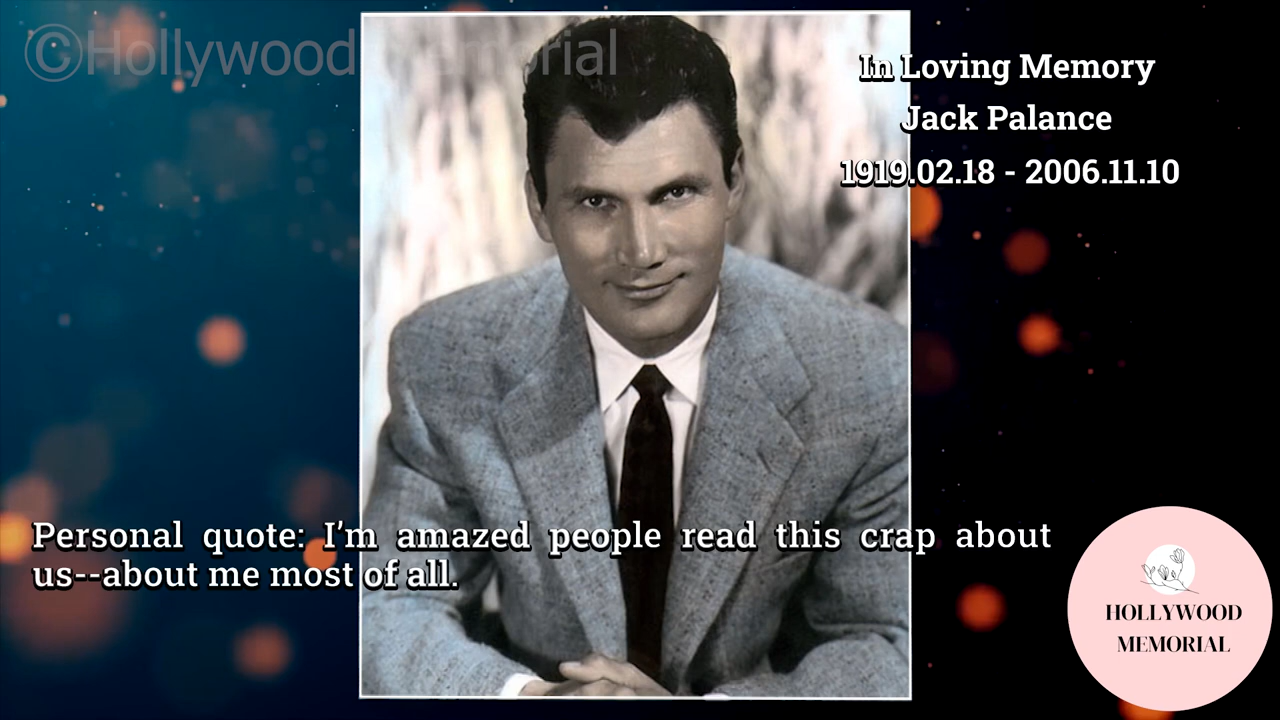 ©Hollywood Memorial
In Loving Memory
Jack Palance
1919.02.18 - 2006.11.10
Personal quote: I’m amazed people read this crap about
us--about me most of all.
HOLLYWOOD
MEMORIAL